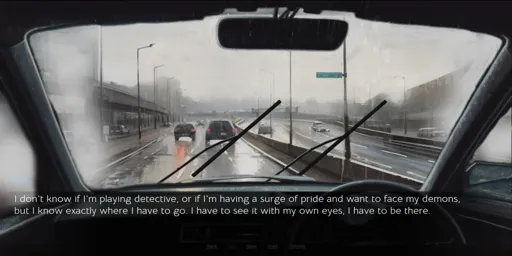 I don't know if I'm playing detective, or if I'm having a surge of pride and want to face my demons,
but I know exactly where I have to go. I have to see it with my own eyes, I have to be there.